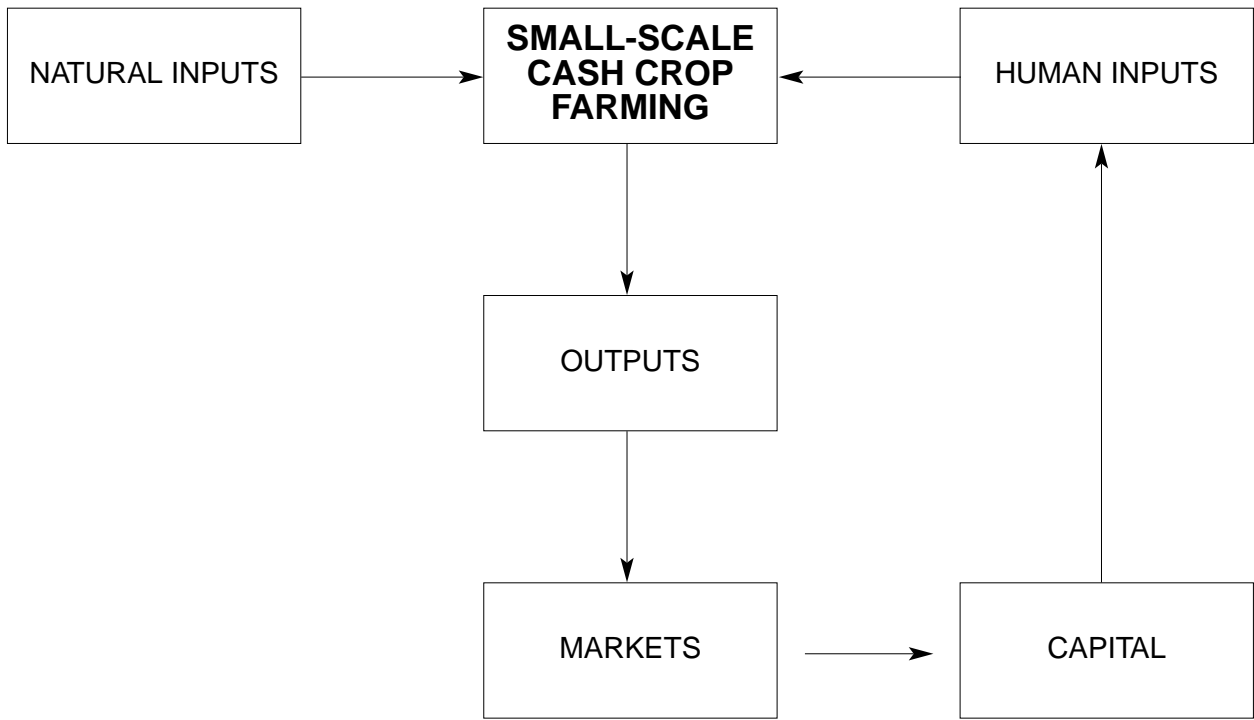 NATURAL INPUTS
SMALL-SCALE
CASH CROP
FARMING
HUMAN INPUTS
OUTPUTS
MARKETS
CAPITAL